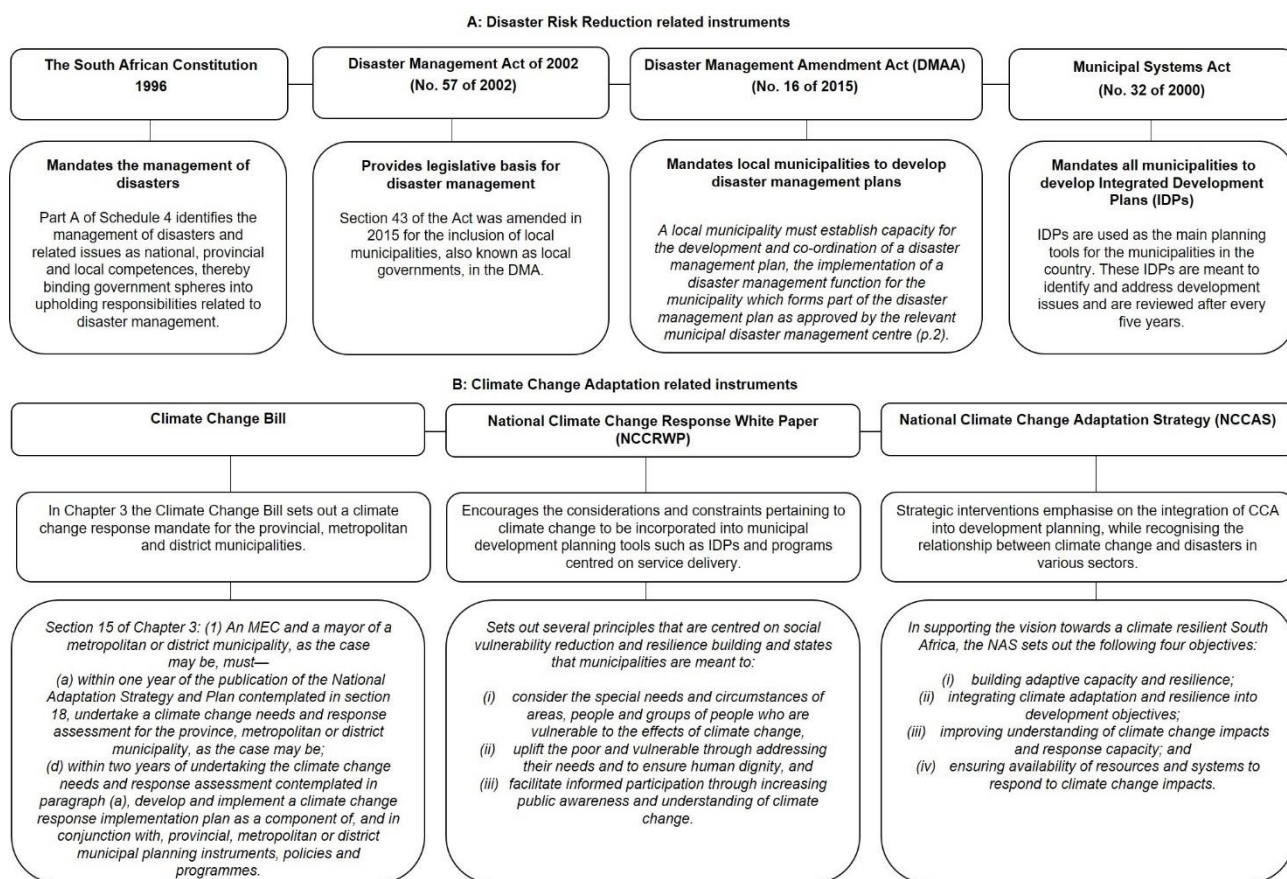 A: Disaster Risk Reduction related instruments
The South African Constitution
1996
Mandates the management of
disasters
Part A of Schedule 4 identifies the
management of disasters and
related issues as national, provincial
and local competences, thereby
binding government spheres into
upholding responsibilities related to
disaster management.
Disaster Management Act of 2002
(No. 57 of 2002)
Provides legislative basis for
disaster management
Section 43 of the Act was amended in
2015 for the inclusion of local
municipalities, also known as local
governments, in the DMA.
Disaster Management Amendment Act (DMAA)
(No. 16 of 2015)
Mandates local municipalities to develop
disaster management plans
A local municipality must establish capacity for
the development and co-ordination of a disaster
management plan, the implementation of a
disaster management function for the
municipality which forms part of the disaster
management plan as approved by the relevant
municipal disaster management centre (p.2).
Municipal Systems Act
(No. 32 of 2000)
Mandates all municipalities to
develop Integrated Development
Plans (IDPs)
IDPs are used as the main planning
tools for the municipalities in the
country. These IDPs are meant to
identify and address development
issues and are reviewed after every
five years.
B: Climate Change Adaptation related instruments
Climate Change Bill
In Chapter 3 the Climate Change Bill sets out a climate
change response mandate for the provincial, metropolitan
and district municipalities.
Section 15 of Chapter 3: (1) An MEC and a mayor of a
metropolitan or district municipality, as the case
may be, must—
(a) within one year of the publication of the National
Adaptation Strategy and Plan contemplated in section
18, undertake a climate change needs and response
assessment for the province, metropolitan or district
municipality, as the case may be;
(d) within two years of undertaking the climate change
needs and response assessment contemplated in
paragraph (a), develop and implement a climate change
response implementation plan as a component of, and in
conjunction with, provincial, metropolitan or district
municipal planning instruments, policies and
programmes.
National Climate Change Response White Paper
(NCCRWP)
Encourages the considerations and constraints pertaining to
climate change to be incorporated into municipal
development planning tools such as IDPs and programs
centred on service delivery.
Sets out several principles that are centred on social
vulnerability reduction and resilience building and states
that municipalities are meant to:
(i) consider the special needs and circumstances of
areas, people and groups of people who are
vulnerable to the effects of climate change,
(ii) uplift the poor and vulnerable through addressing
their needs and to ensure human dignity, and
(iii) facilitate informed participation through increasing
public awareness and understanding of climate
change.
National Climate Change Adaptation Strategy (NCCAS)
Strategic interventions emphasise on the integration of CCA
into development planning, while recognising the
relationship between climate change and disasters in
various sectors.
In supporting the vision towards a climate resilient South
Africa, the NAS sets out the following four objectives:
(i) building adaptive capacity and resilience;
(ii) integrating climate adaptation and resilience into
development objectives;
(iii) improving understanding of climate change impacts
and response capacity; and
(iv) ensuring availability of resources and systems to
respond to climate change impacts.